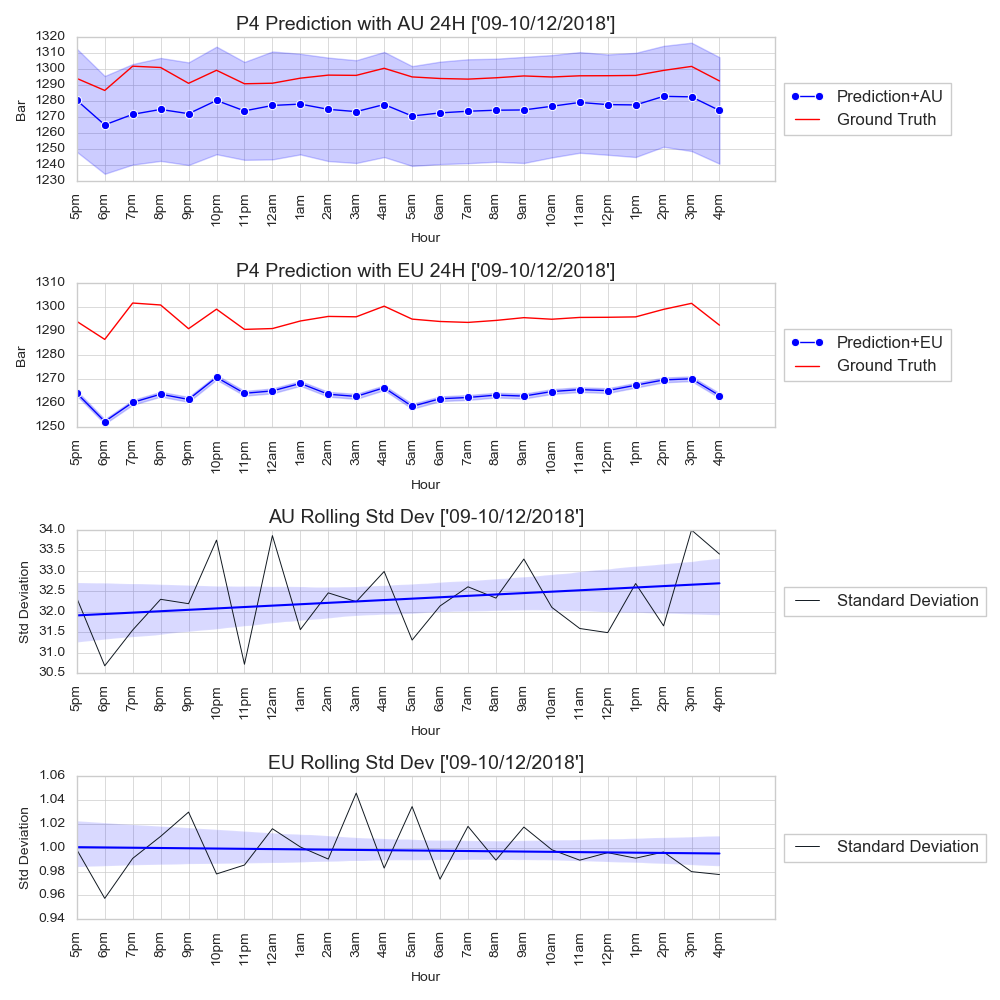 P4 Prediction with AU 24H ['09-10/12/2018']
1320
1310
1300
1290
1280
1270
1260
1250
1240
1230
Bar
5pm 6pm 7pm 8pm 9pm 10pm 11pm 12am 1am 2am 3am 4am 5am 6am 7am 8am 9am 10am 11am 12pm 1pm 2pm 3pm 4pm
Hour
Prediction+AU
Ground Truth
P4 Prediction with EU 24H ['09-10/12/2018']
1310
1300
1290
1280
1270
1260
1250
Bar
5pm 6pm 7pm 8pm 9pm 10pm 11pm 12am 1am 2am 3am 4am 5am 6am 7am 8am 9am 10am 11am 12pm 1pm 2pm 3pm 4pm
Hour
Prediction+EU
Ground Truth
AU Rolling Std Dev ['09-10/12/2018']
34.0
33.5
33.0
32.5
32.0
31.5
31.0
30.5
Std Deviation
5pm 6pm 7pm 8pm 9pm 10pm 11pm 12am 1am 2am 3am 4am 5am 6am 7am 8am 9am 10am 11am 12pm 1pm 2pm 3pm 4pm
Hour
Standard Deviation
EU Rolling Std Dev ['09-10/12/2018']
1.06
1.04
1.02
1.00
0.98
0.96
0.94
Std Deviation
5pm 6pm 7pm 8pm 9pm 10pm 11pm 12am 1am 2am 3am 4am 5am 6am 7am 8am 9am 10am 11am 12pm 1pm 2pm 3pm 4pm
Hour
Standard Deviation